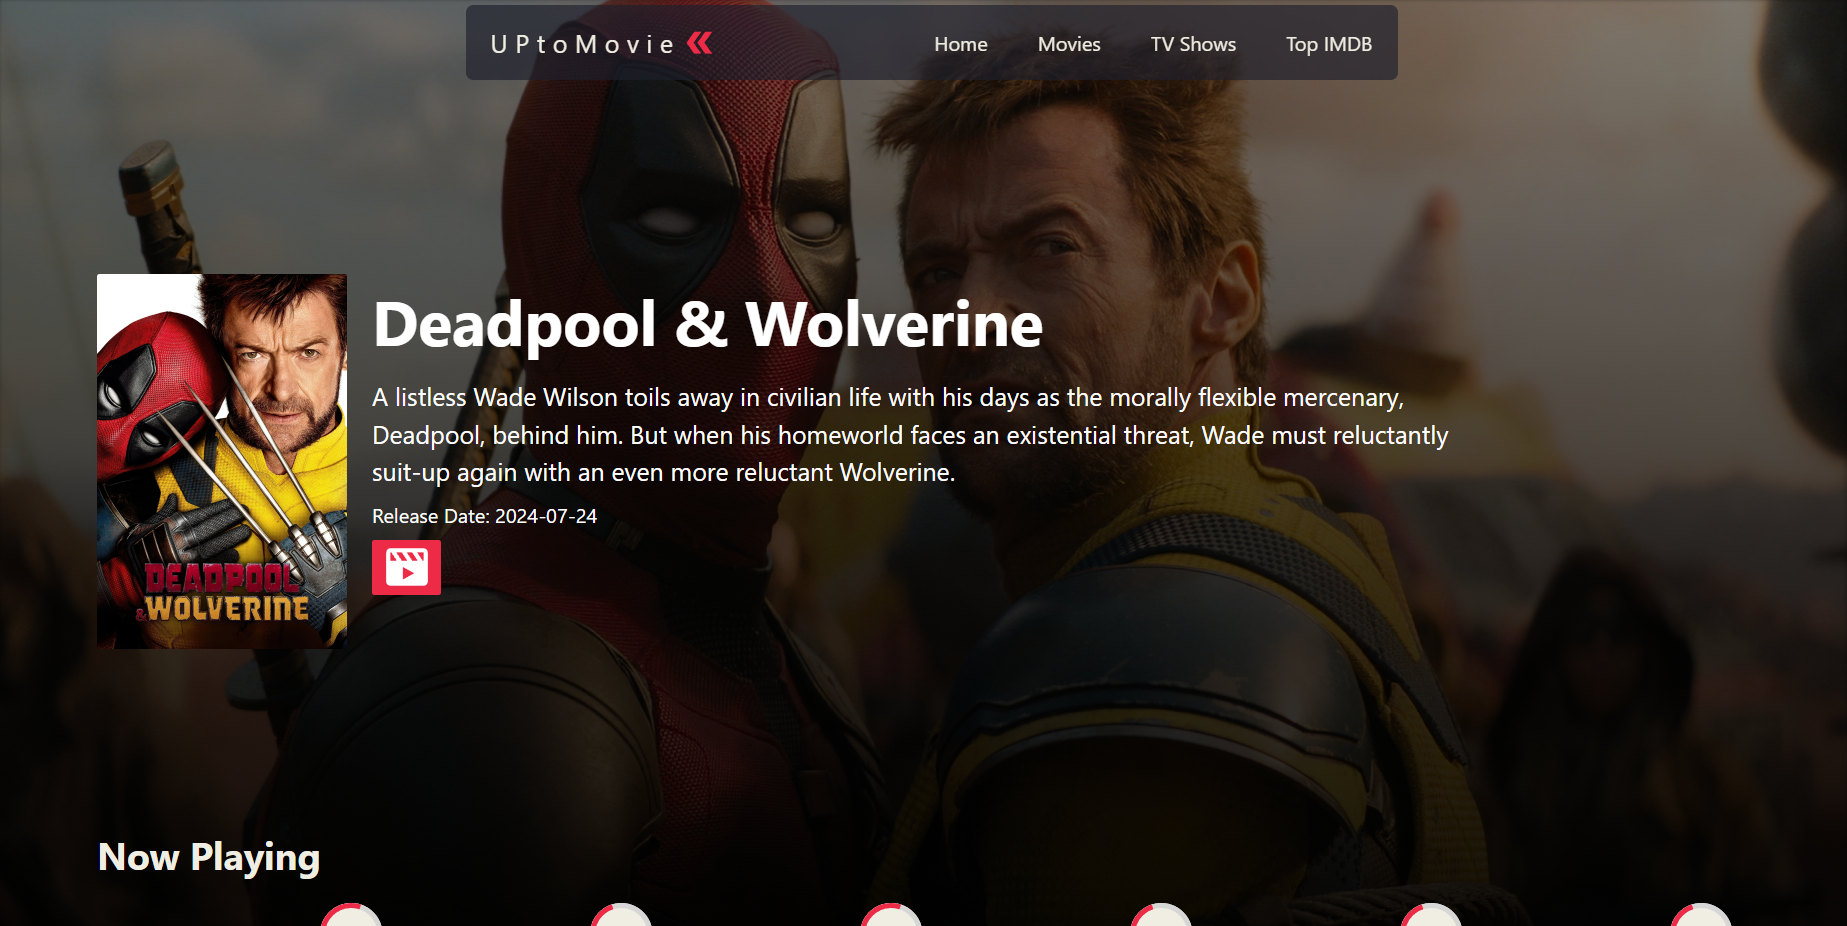 UPtoMovie
Home
Movies
TV Shows
Top IMDB
Deadpool & Wolverine
A listless Wade Wilson toils away in civilian life with his days as the morally flexible mercenary,
Deadpool, behind him. But when his homeworld faces an existential threat, Wade must reluctantly
suit-up again with an even more reluctant Wolverine.
Release Date: 2024-07-24
DEADPOOL
& WOLVERINE
Now Playing